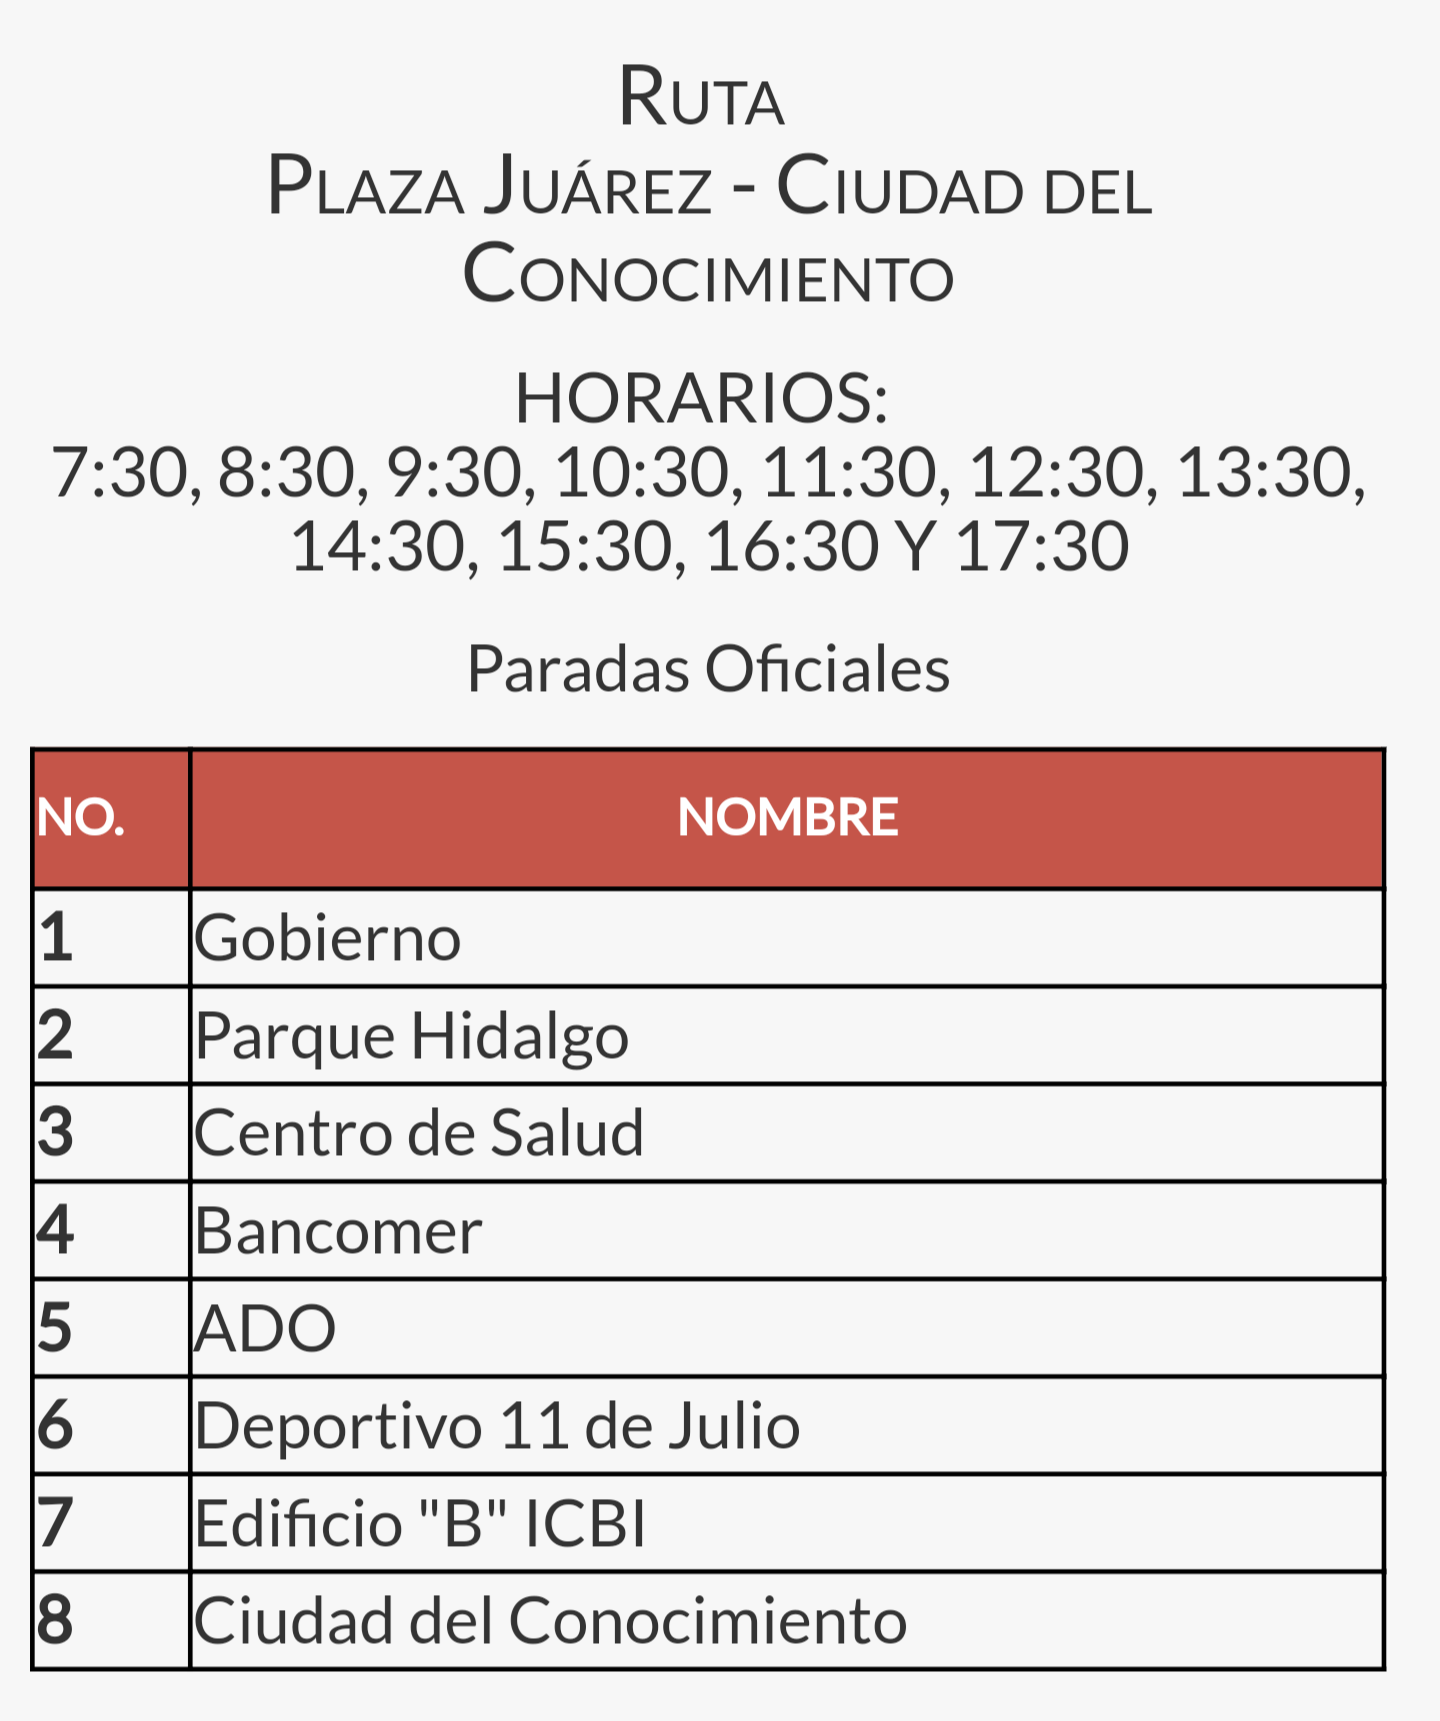 Ruta
Plaza Juárez - Ciudad del
Conocimiento
HORARIOS:
7:30, 8:30, 9:30, 10:30, 11:30, 12:30, 13:30,
14:30, 15:30, 16:30 Y 17:30
Paradas Oficiales
NO. NOMBRE
1 Gobierno
2 Parque Hidalgo
3 Centro de Salud
4 Bancomer
5 ADO
6 Deportivo 11 de Julio
7 Edificio "B" ICBI
8 Ciudad del Conocimiento